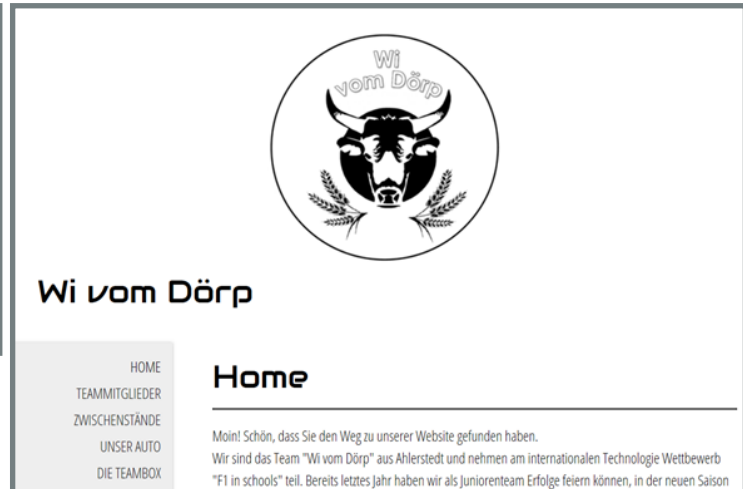 Wi
vom Dörp
Wi vom Dörp
HOME
TEAMMITGLIEDER
ZWISCHENSTÄNDE
UNSER AUTO
DIE TEAMBOX
Home
Moin! Schön, dass Sie den Weg zu unserer Website gefunden haben.
Wir sind das Team "Wi vom Dörp" aus Ahlerstedt und nehmen am internationalen Technologie Wettbewerb
"F1 in schools" teil. Bereits letztes Jahr haben wir als Juniorenteam Erfolge feiern können, in der neuen Saison